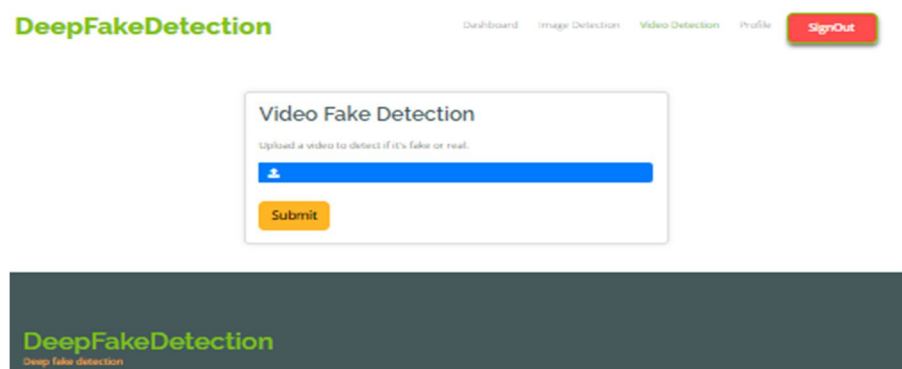 DeepFakeDetection
Dashboard Image Detection Video Detection Profile SignOut
Video Fake Detection
Upload a video to detect if it's fake or real.
Submit
DeepFakeDetection
Deep fake detection